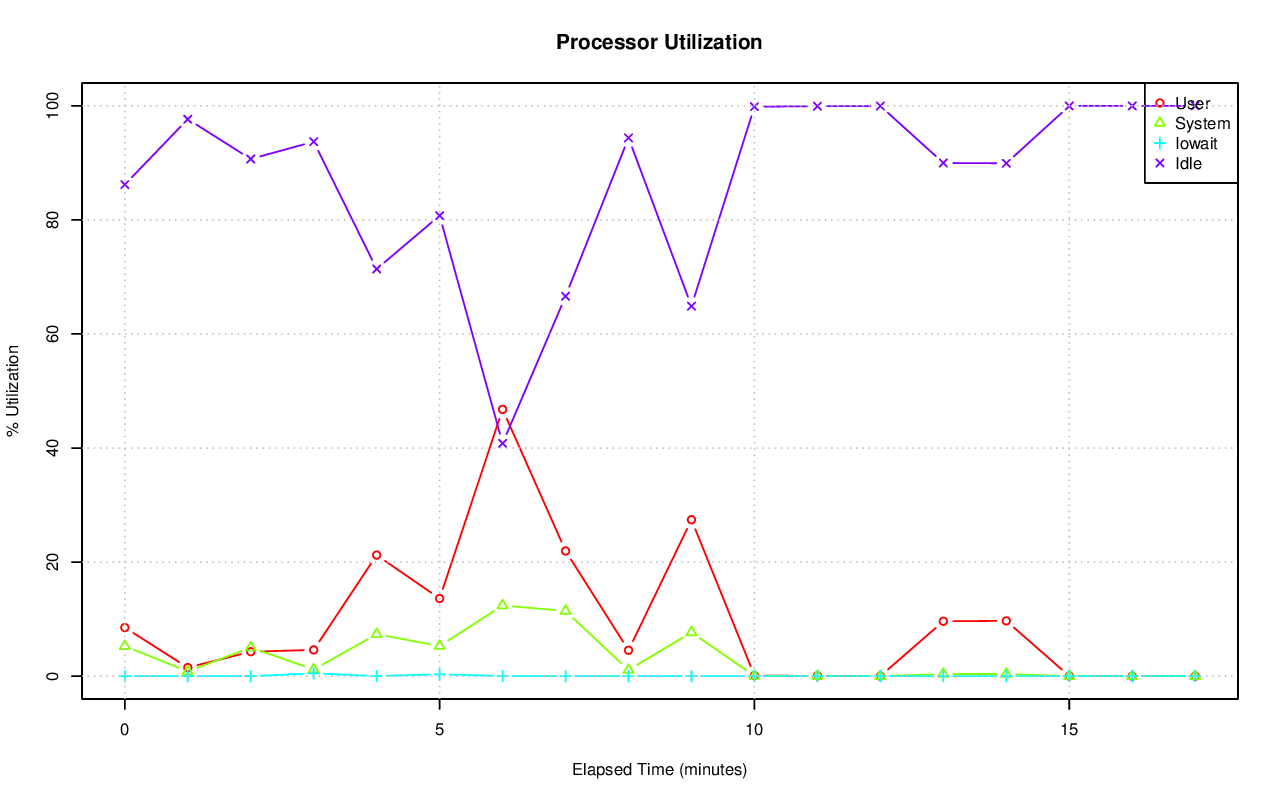 Processor Utilization
% Utilization
100
80
60
40
20
0
User
System
Iowait
Idle
0 5 10 15
Elapsed Time (minutes)